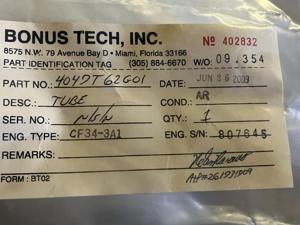 BONUS TECH, INC. № 402832
8575 N.W. 79 Avenue Bay D • Miami, Florida 33166
PART IDENTIFICATION TAG (305) 884-6670 W/O: 09.354
PART NO.: 4047T62G01 DATE: JUN 26 2009
DESC.: TUBE COND: AR
SER. NO.: N/S/N QTY.: 1
ENG. TYPE: CF34-3A1 ENG. S/N: 807645
REMARKS:
FORM: BT02